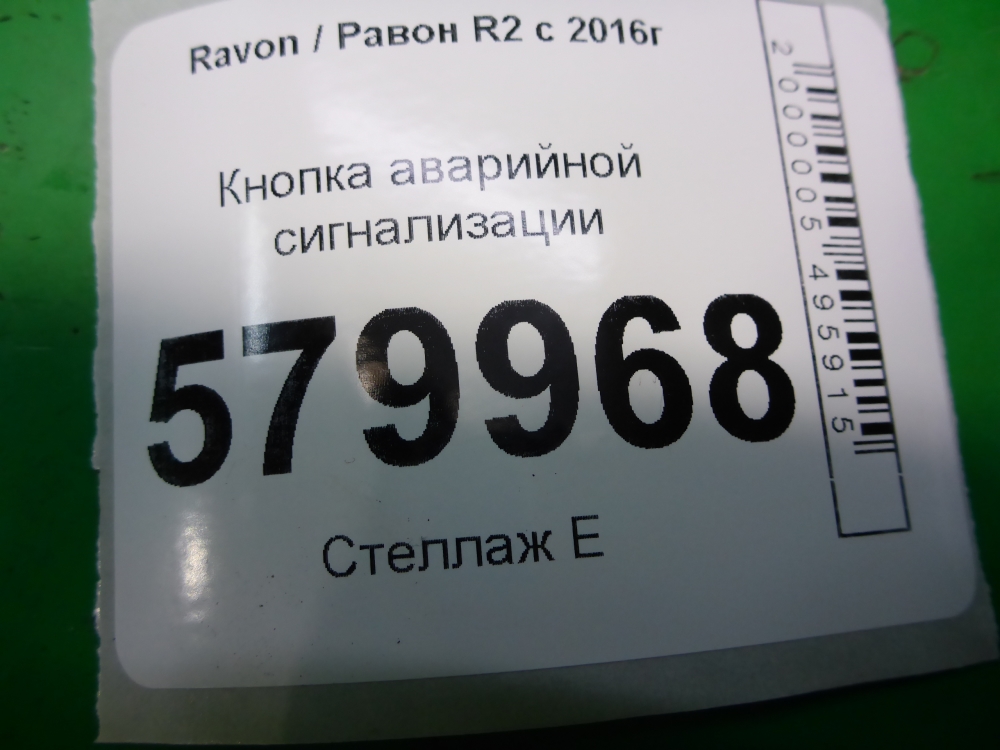 Ravon / Равон R2 с 2016г
Кнопка аварийной
сигнализации
579968
Стеллаж Е
2000005495915